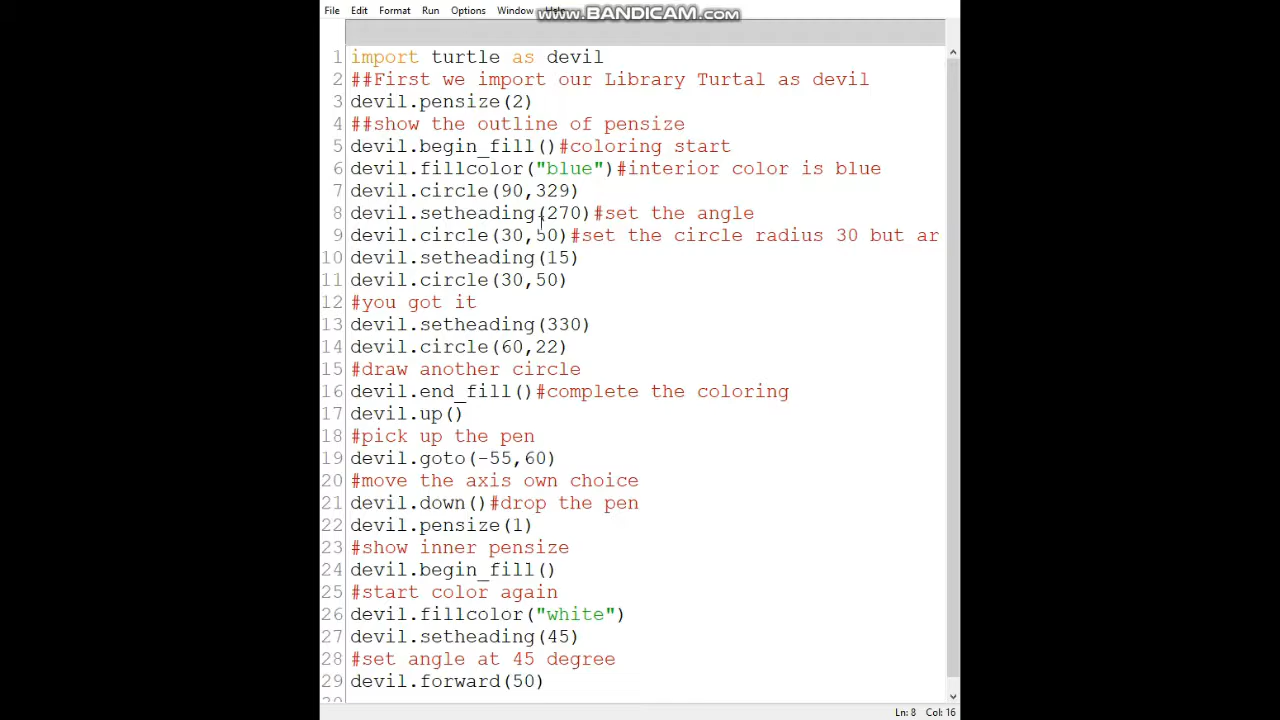 File Edit Format Run Options Window Help
www.BANDICAM.com
1 import turtle as devil
2 ##First we import our Library Turtal as devil
3 devil.pensize(2)
4 ##show the outline of pensize
5 devil.begin_fill()#coloring start
6 devil.fillcolor("blue")#interior color is blue
7 devil.circle(90,329)
8 devil.setheading(270)#set the angle
9 devil.circle(30,50)#set the circle radius 30 but ar
10 devil.setheading(15)
11 devil.circle(30,50)
12 #you got it
13 devil.setheading(330)
14 devil.circle(60,22)
15 #draw another circle
16 devil.end_fill()#complete the coloring
17 devil.up()
18 #pick up the pen
19 devil.goto(-55,60)
20 #move the axis own choice
21 devil.down()#drop the pen
22 devil.pensize(1)
23 #show inner pensize
24 devil.begin_fill()
25 #start color again
26 devil.fillcolor("white")
27 devil.setheading(45)
28 #set angle at 45 degree
29 devil.forward(50)
Ln: 8 Col: 16